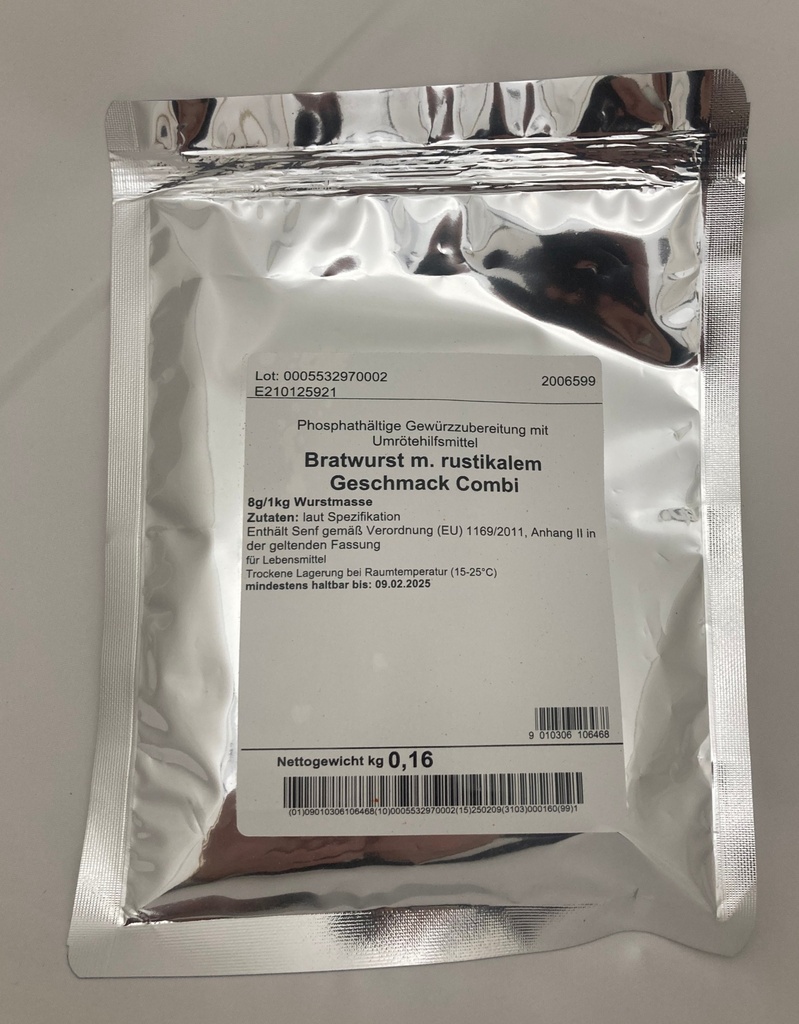 Lot: 0005532970002
2006599
E210125921
Phosphathältige Gewürzzubereitung mit
Umrötehilfsmittel
Bratwurst m. rustikalem
Geschmack Combi
8g/1kg Wurstmasse
Zutaten: laut Spezifikation
Enthält Senf gemäß Verordnung (EU) 1169/2011, Anhang II in
der geltenden Fassung
für Lebensmittel
Trockene Lagerung bei Raumtemperatur (15-25°C)
mindestens haltbar bis: 09.02.2025
9 010306 106468
Nettogewicht kg 0,16
(01)09010306106468(10)0005532970002(15)250209(3103)000160(99)1